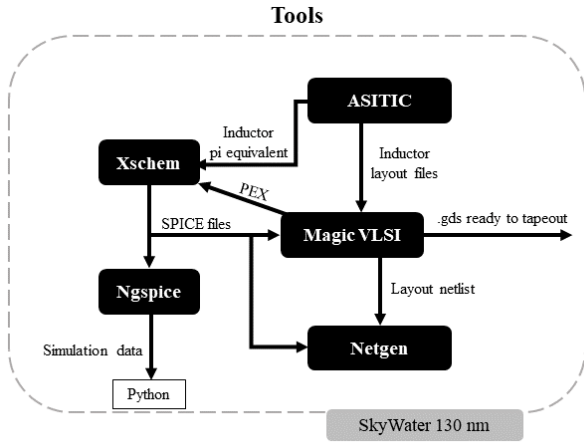 Tools
ASITIC
Inductor
pi equivalent
Inductor
layout files
Xschem
PEX
SPICE files
Magic VLSI
.gds ready to tapeout
Ngspice
Layout netlist
Simulation data
Netgen
Python
SkyWater 130 nm